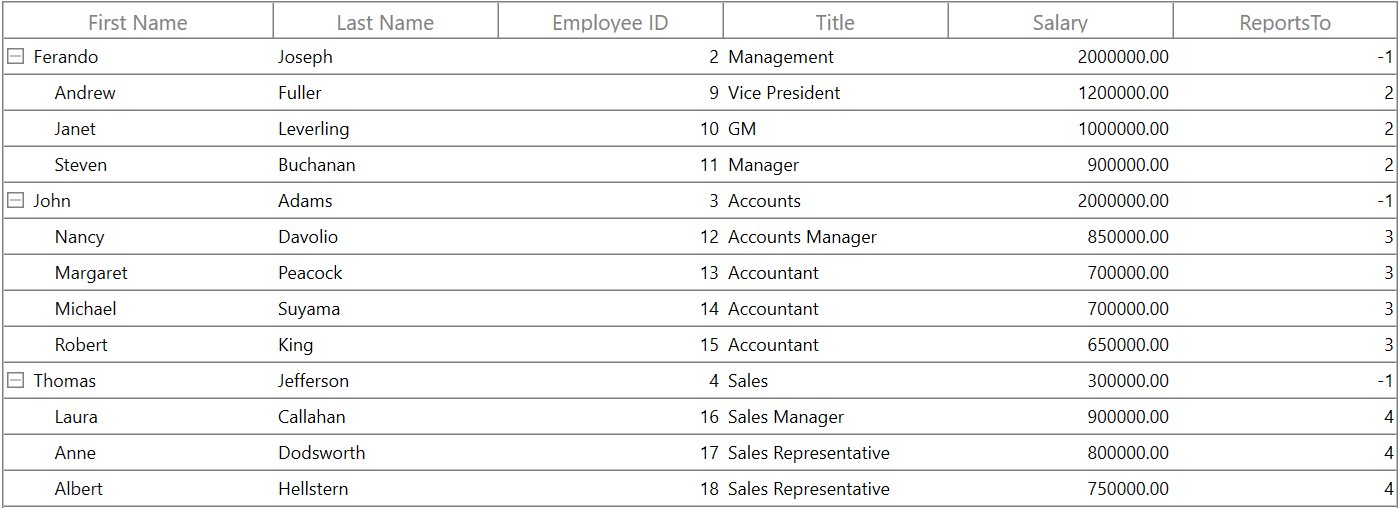 First Name Last Name Employee ID Title Salary ReportsTo
Ferando Joseph 2 Management 2000000.00 -1
Andrew Fuller 9 Vice President 1200000.00 2
Janet Leverling 10 GM 1000000.00 2
Steven Buchanan 11 Manager 900000.00 2
John Adams 3 Accounts 2000000.00 -1
Nancy Davolio 12 Accounts Manager 850000.00 3
Margaret Peacock 13 Accountant 700000.00 3
Michael Suyama 14 Accountant 700000.00 3
Robert King 15 Accountant 650000.00 3
Thomas Jefferson 4 Sales 300000.00 -1
Laura Callahan 16 Sales Manager 900000.00 4
Anne Dodsworth 17 Sales Representative 800000.00 4
Albert Hellstern 18 Sales Representative 750000.00 4